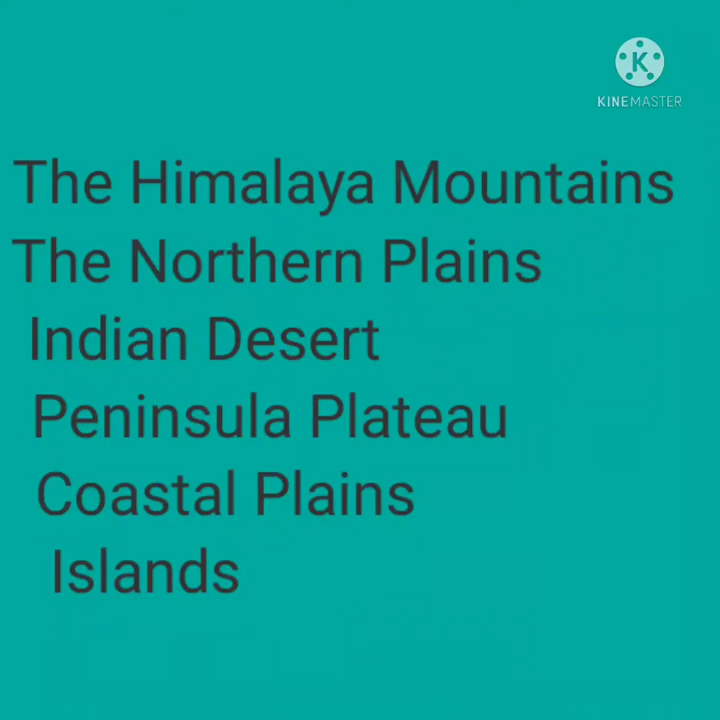 K
KINEMASTER
The Himalaya Mountains
The Northern Plains
Indian Desert
Peninsula Plateau
Coastal Plains
Islands